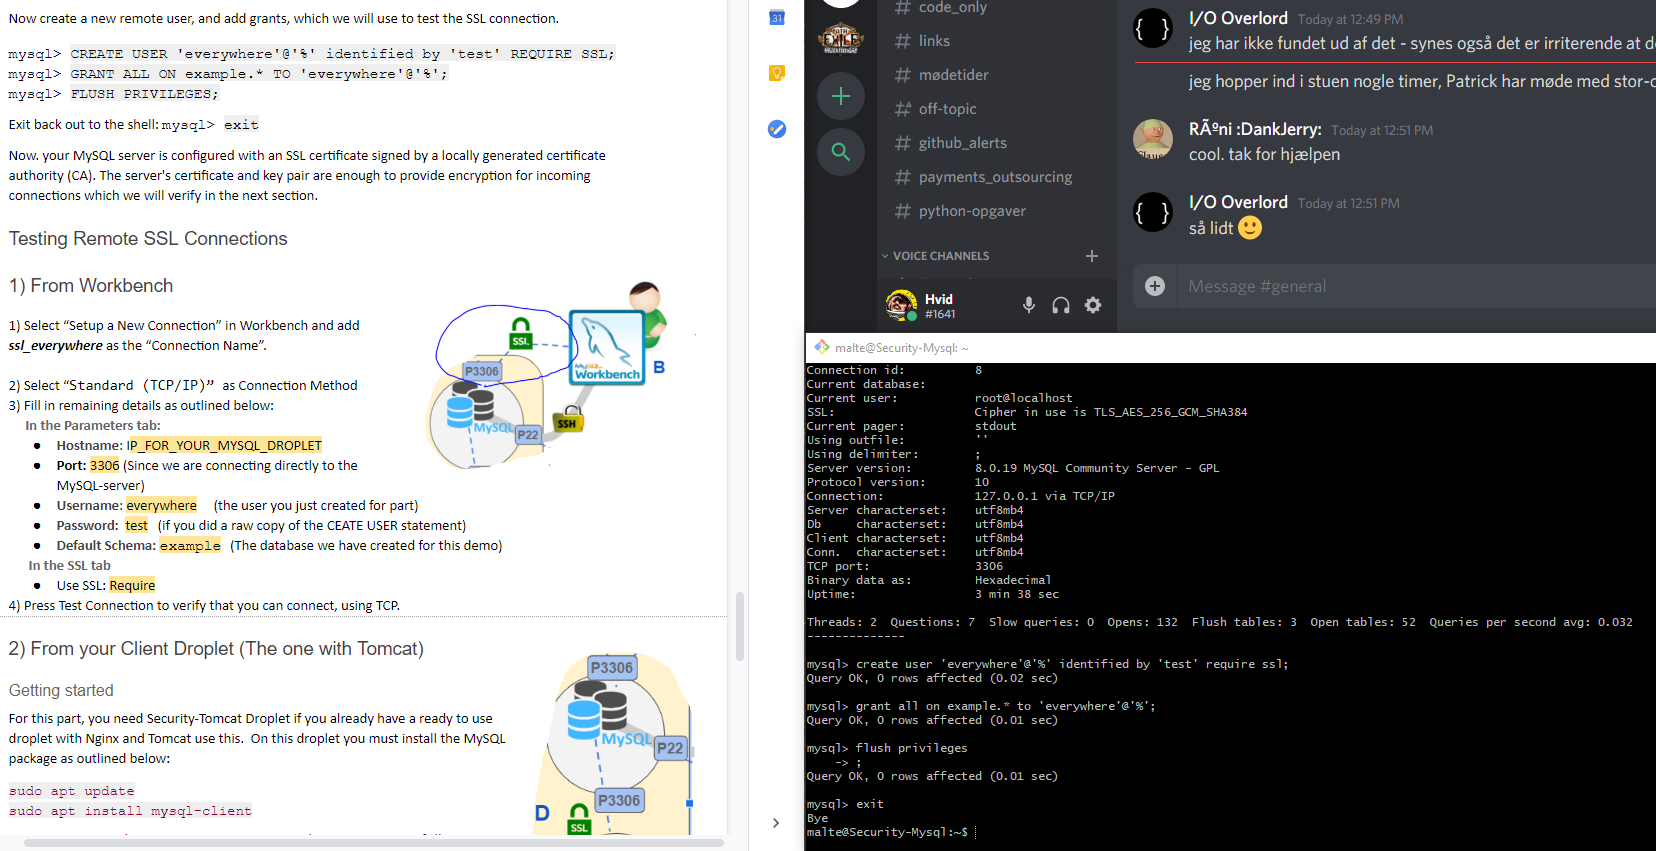 Now create a new remote user, and add grants, which we will use to test the SSL connection.
mysql> CREATE USER 'everywhere'@'%' identified by 'test' REQUIRE SSL;
mysql> GRANT ALL ON example.* TO 'everywhere'@'%';
mysql> FLUSH PRIVILEGES;
Exit back out to the shell: mysql> exit
Now. your MySQL server is configured with an SSL certificate signed by a locally generated certificate
authority (CA). The server's certificate and key pair are enough to provide encryption for incoming
connections which we will verify in the next section.
Testing Remote SSL Connections
1) From Workbench
1) Select “Setup a New Connection” in Workbench and add
ssl_everywhere as the “Connection Name”.
2) Select “Standard (TCP/IP)” as Connection Method
3) Fill in remaining details as outlined below:
In the Parameters tab:
● Hostname: IP_FOR_YOUR_MYSQL_DROPLET
● Port: 3306 (Since we are connecting directly to the
MySQL-server)
● Username: everywhere (the user you just created for part)
● Password: test (if you did a raw copy of the CEATE USER statement)
● Default Schema: example (The database we have created for this demo)
In the SSL tab
● Use SSL: Require
4) Press Test Connection to verify that you can connect, using TCP.
SSL
P3306
MySQL
Workbench
B
MySQL
P22
SSH
2) From your Client Droplet (The one with Tomcat)
Getting started
For this part, you need Security-Tomcat Droplet if you already have a ready to use
droplet with Nginx and Tomcat use this. On this droplet you must install the MySQL
package as outlined below:
sudo apt update
sudo apt install mysql-client
P3306
MySQL
P22
P3306
D
SSL
31
# code_only
# links
# mødetider
# off-topic
# github_alerts
# payments_outsourcing
# python-opgaver
VOICE CHANNELS +
Hvid
#1641
I/O Overlord Today at 12:49 PM
jeg har ikke fundet ud af det - synes også det er irriterende at d
jeg hopper ind i stuen nogle timer, Patrick har møde med stor-
RÃºni :DankJerry: Today at 12:51 PM
cool. tak for hjælpen
I/O Overlord Today at 12:51 PM
så lidt 🙂
Message #general
malte@Security-Mysql: ~
Connection id: 8
Current database:
Current user: root@localhost
SSL: Cipher in use is TLS_AES_256_GCM_SHA384
Current pager: stdout
Using outfile: ''
Using delimiter: ;
Server version: 8.0.19 MySQL Community Server - GPL
Protocol version: 10
Connection: 127.0.0.1 via TCP/IP
Server characterset: utf8mb4
Db characterset: utf8mb4
Client characterset: utf8mb4
Conn. characterset: utf8mb4
TCP port: 3306
Binary data as: Hexadecimal
Uptime: 3 min 38 sec
Threads: 2 Questions: 7 Slow queries: 0 Opens: 132 Flush tables: 3 Open tables: 52 Queries per second avg: 0.032
--------------
mysql> create user 'everywhere'@'%' identified by 'test' require ssl;
Query OK, 0 rows affected (0.02 sec)
mysql> grant all on example.* to 'everywhere'@'%';
Query OK, 0 rows affected (0.01 sec)
mysql> flush privileges
-> ;
Query OK, 0 rows affected (0.01 sec)
mysql> exit
Bye
malte@Security-Mysql:~$